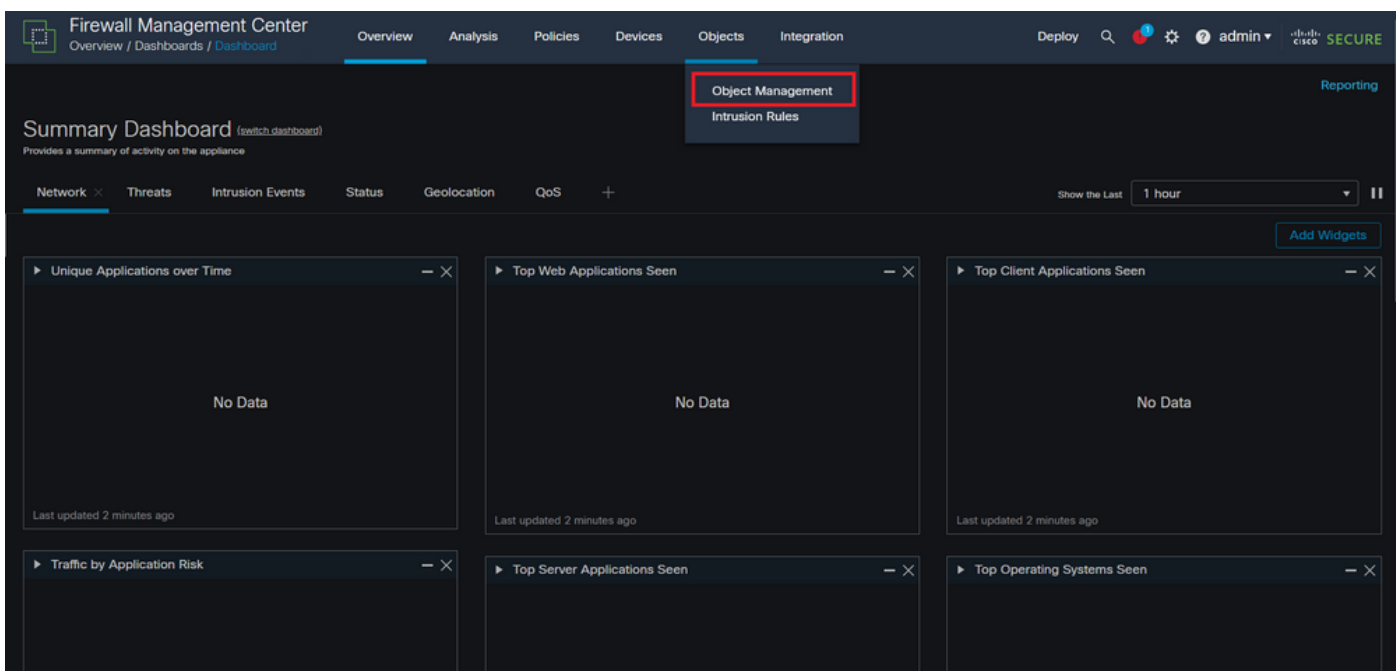 Firewall Management Center
Overview / Dashboards / Dashboard
Overview Analysis Policies Devices Objects Integration
Deploy 1 ? admin cisco SECURE
Object Management
Intrusion Rules
Reporting
Summary Dashboard (switch dashboard)
Provides a summary of activity on the appliance
Network Threats Intrusion Events Status Geolocation QoS +
Show the Last 1 hour
Add Widgets
Unique Applications over Time
Top Web Applications Seen
Top Client Applications Seen
No Data
No Data
No Data
Last updated 2 minutes ago
Last updated 2 minutes ago
Last updated 2 minutes ago
Traffic by Application Risk
Top Server Applications Seen
Top Operating Systems Seen